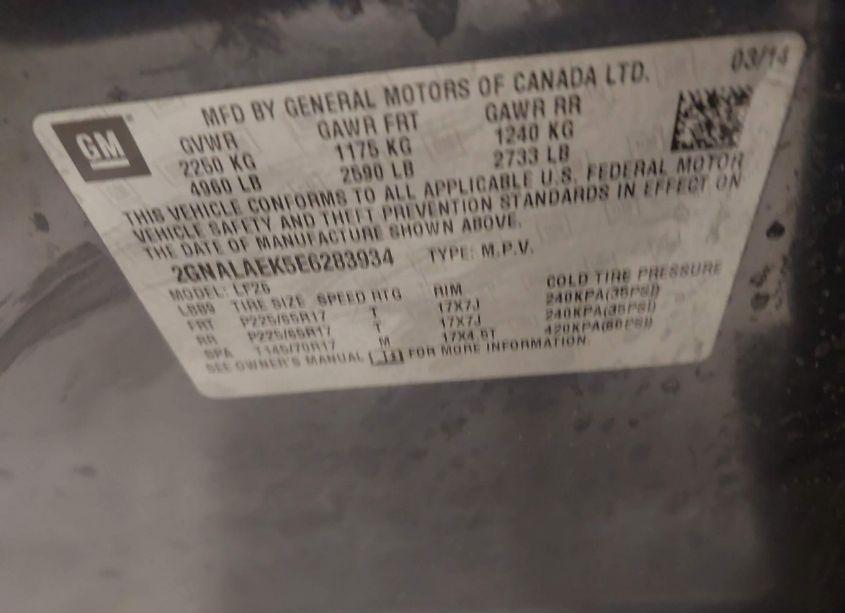 03/14
MFD BY GENERAL MOTORS OF CANADA LTD.
GM
GVWR GAWR FRT GAWR RR
2250 KG 1175 KG 1240 KG
4960 LB 2590 LB 2733 LB
THIS VEHICLE CONFORMS TO ALL APPLICABLE U.S. FEDERAL MOTOR
VEHICLE SAFETY AND THEFT PREVENTION STANDARDS IN EFFECT ON
THE DATE OF MANUFACTURE SHOWN ABOVE.
2GNALAEK5E6283934 TYPE: M.P.V.
MODEL: LF26
LBB9 TIRE SIZE SPEED RTG RIM COLD TIRE PRESSURE
FRT P225/65R17 T 17X7J 240KPA(35PSI)
RR P225/65R17 T 17X7J 240KPA(35PSI)
SPA T145/70R17 M 17X4.5T 420KPA(60PSI)
SEE OWNER'S MANUAL FOR MORE INFORMATION.